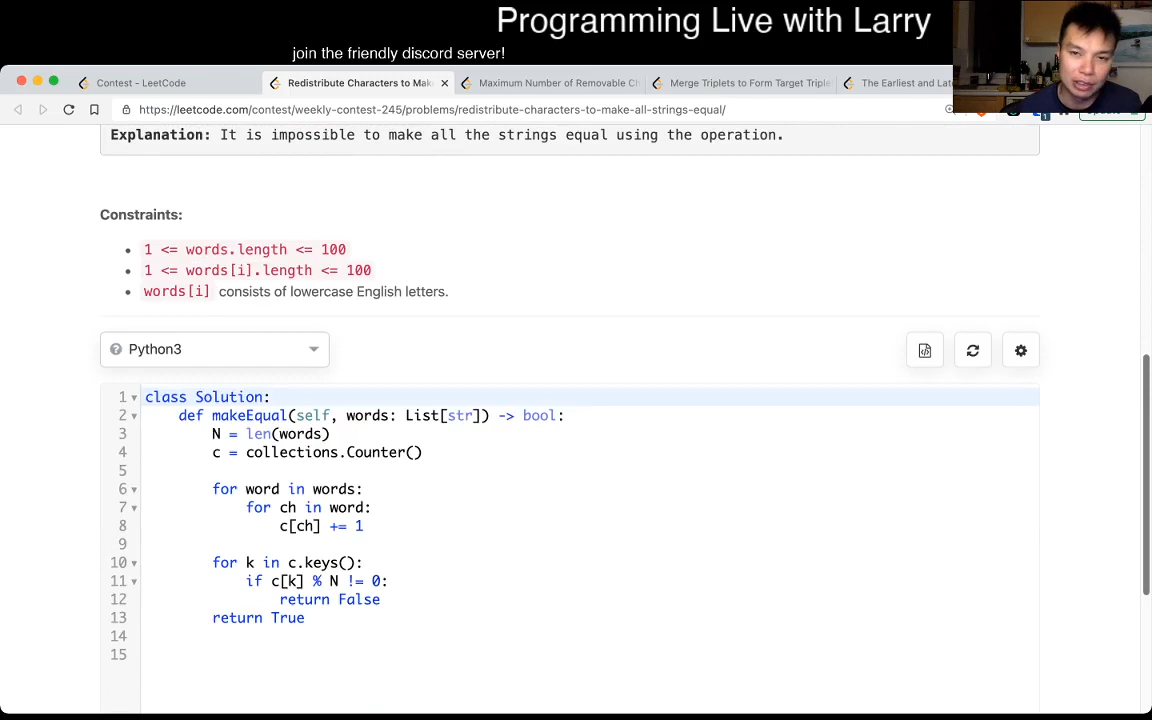 Programming Live with Larry
join the friendly discord server!
Contest - LeetCode
Redistribute Characters to Mak
Maximum Number of Removable C
Merge Triplets to Form Target Triple
The Earliest and Lat
https://leetcode.com/contest/weekly-contest-245/problems/redistribute-characters-to-make-all-strings-equal/
Explanation: It is impossible to make all the strings equal using the operation.
Constraints:
1 <= words.length <= 100
1 <= words[i].length <= 100
words[i] consists of lowercase English letters.
Python3
1 class Solution:
2 def makeEqual(self, words: List[str]) -> bool:
3 N = len(words)
4 c = collections.Counter()
5
6 for word in words:
7 for ch in word:
8 c[ch] += 1
9
10 for k in c.keys():
11 if c[k] % N != 0:
12 return False
13 return True
14
15